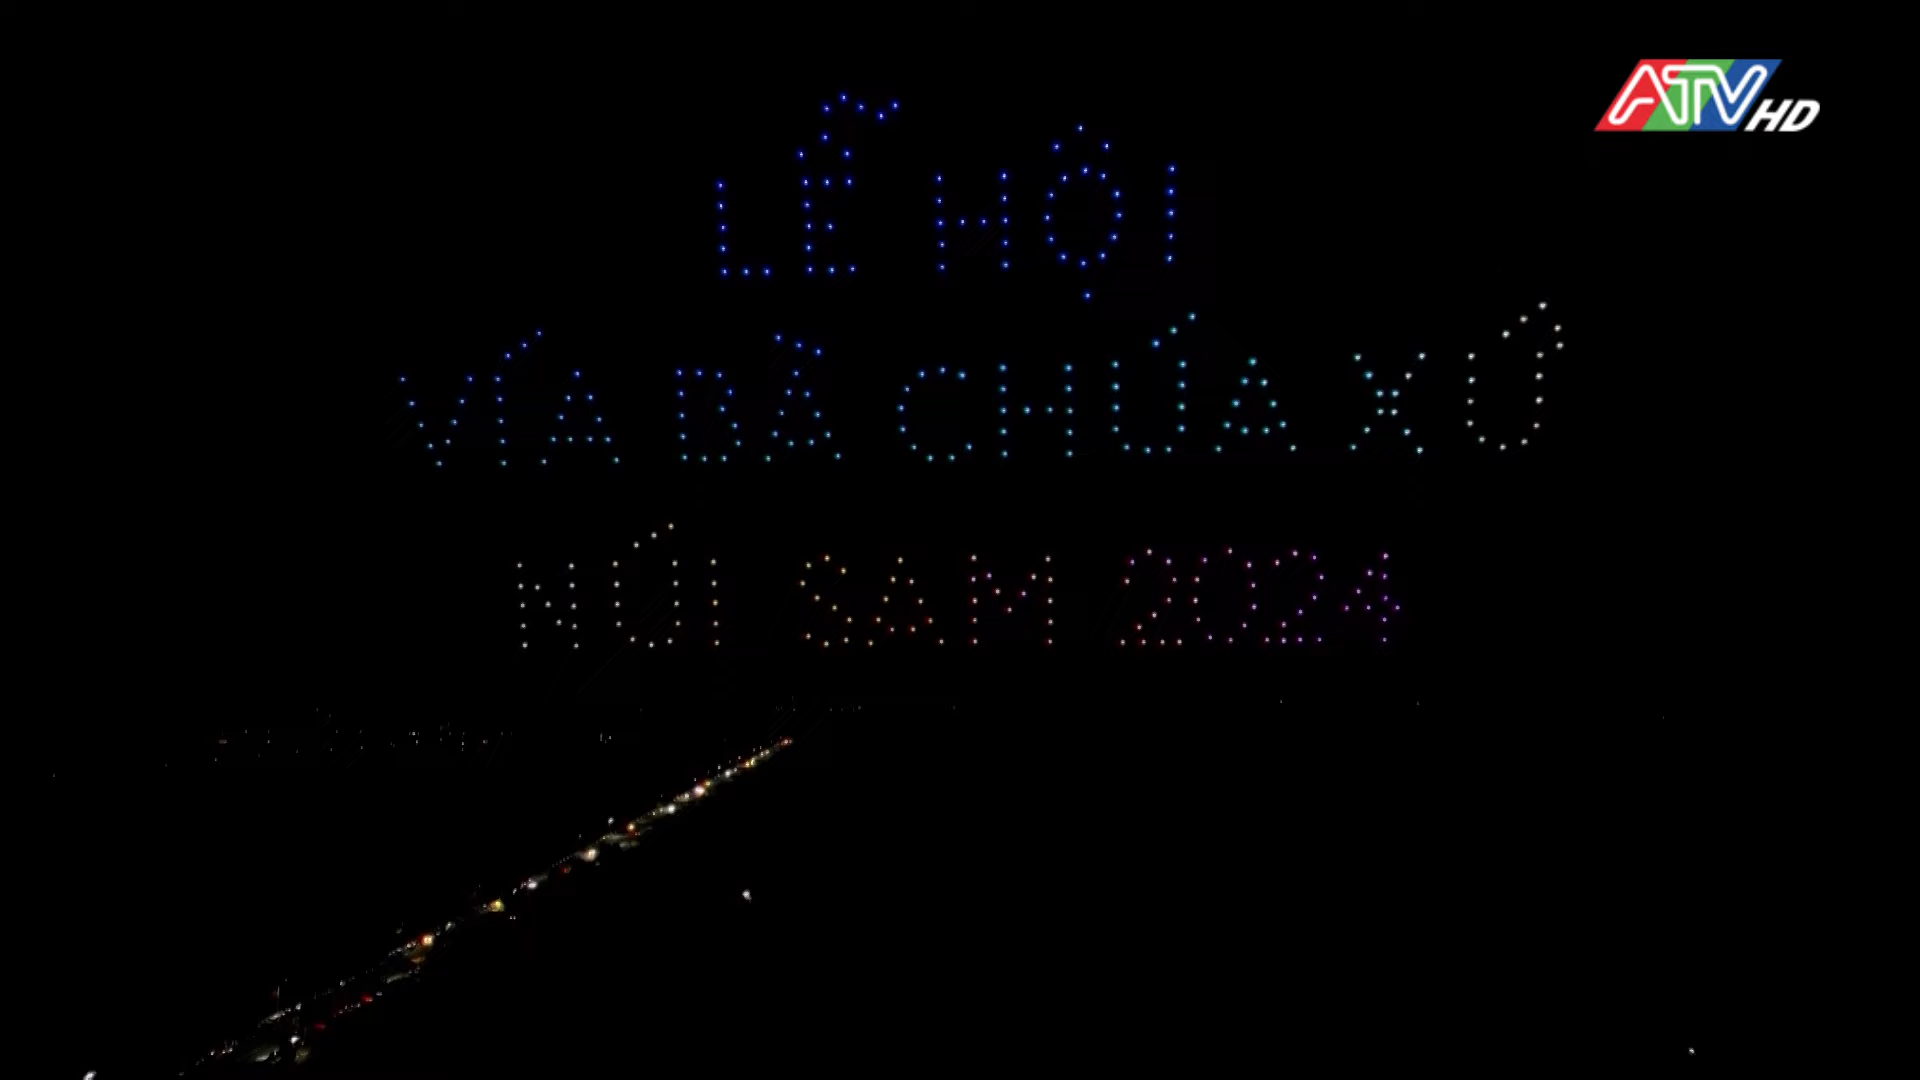 ATV HD
LỄ HỘI
VÍA BÀ CHÚA XỨ
NÚI SAM 2024